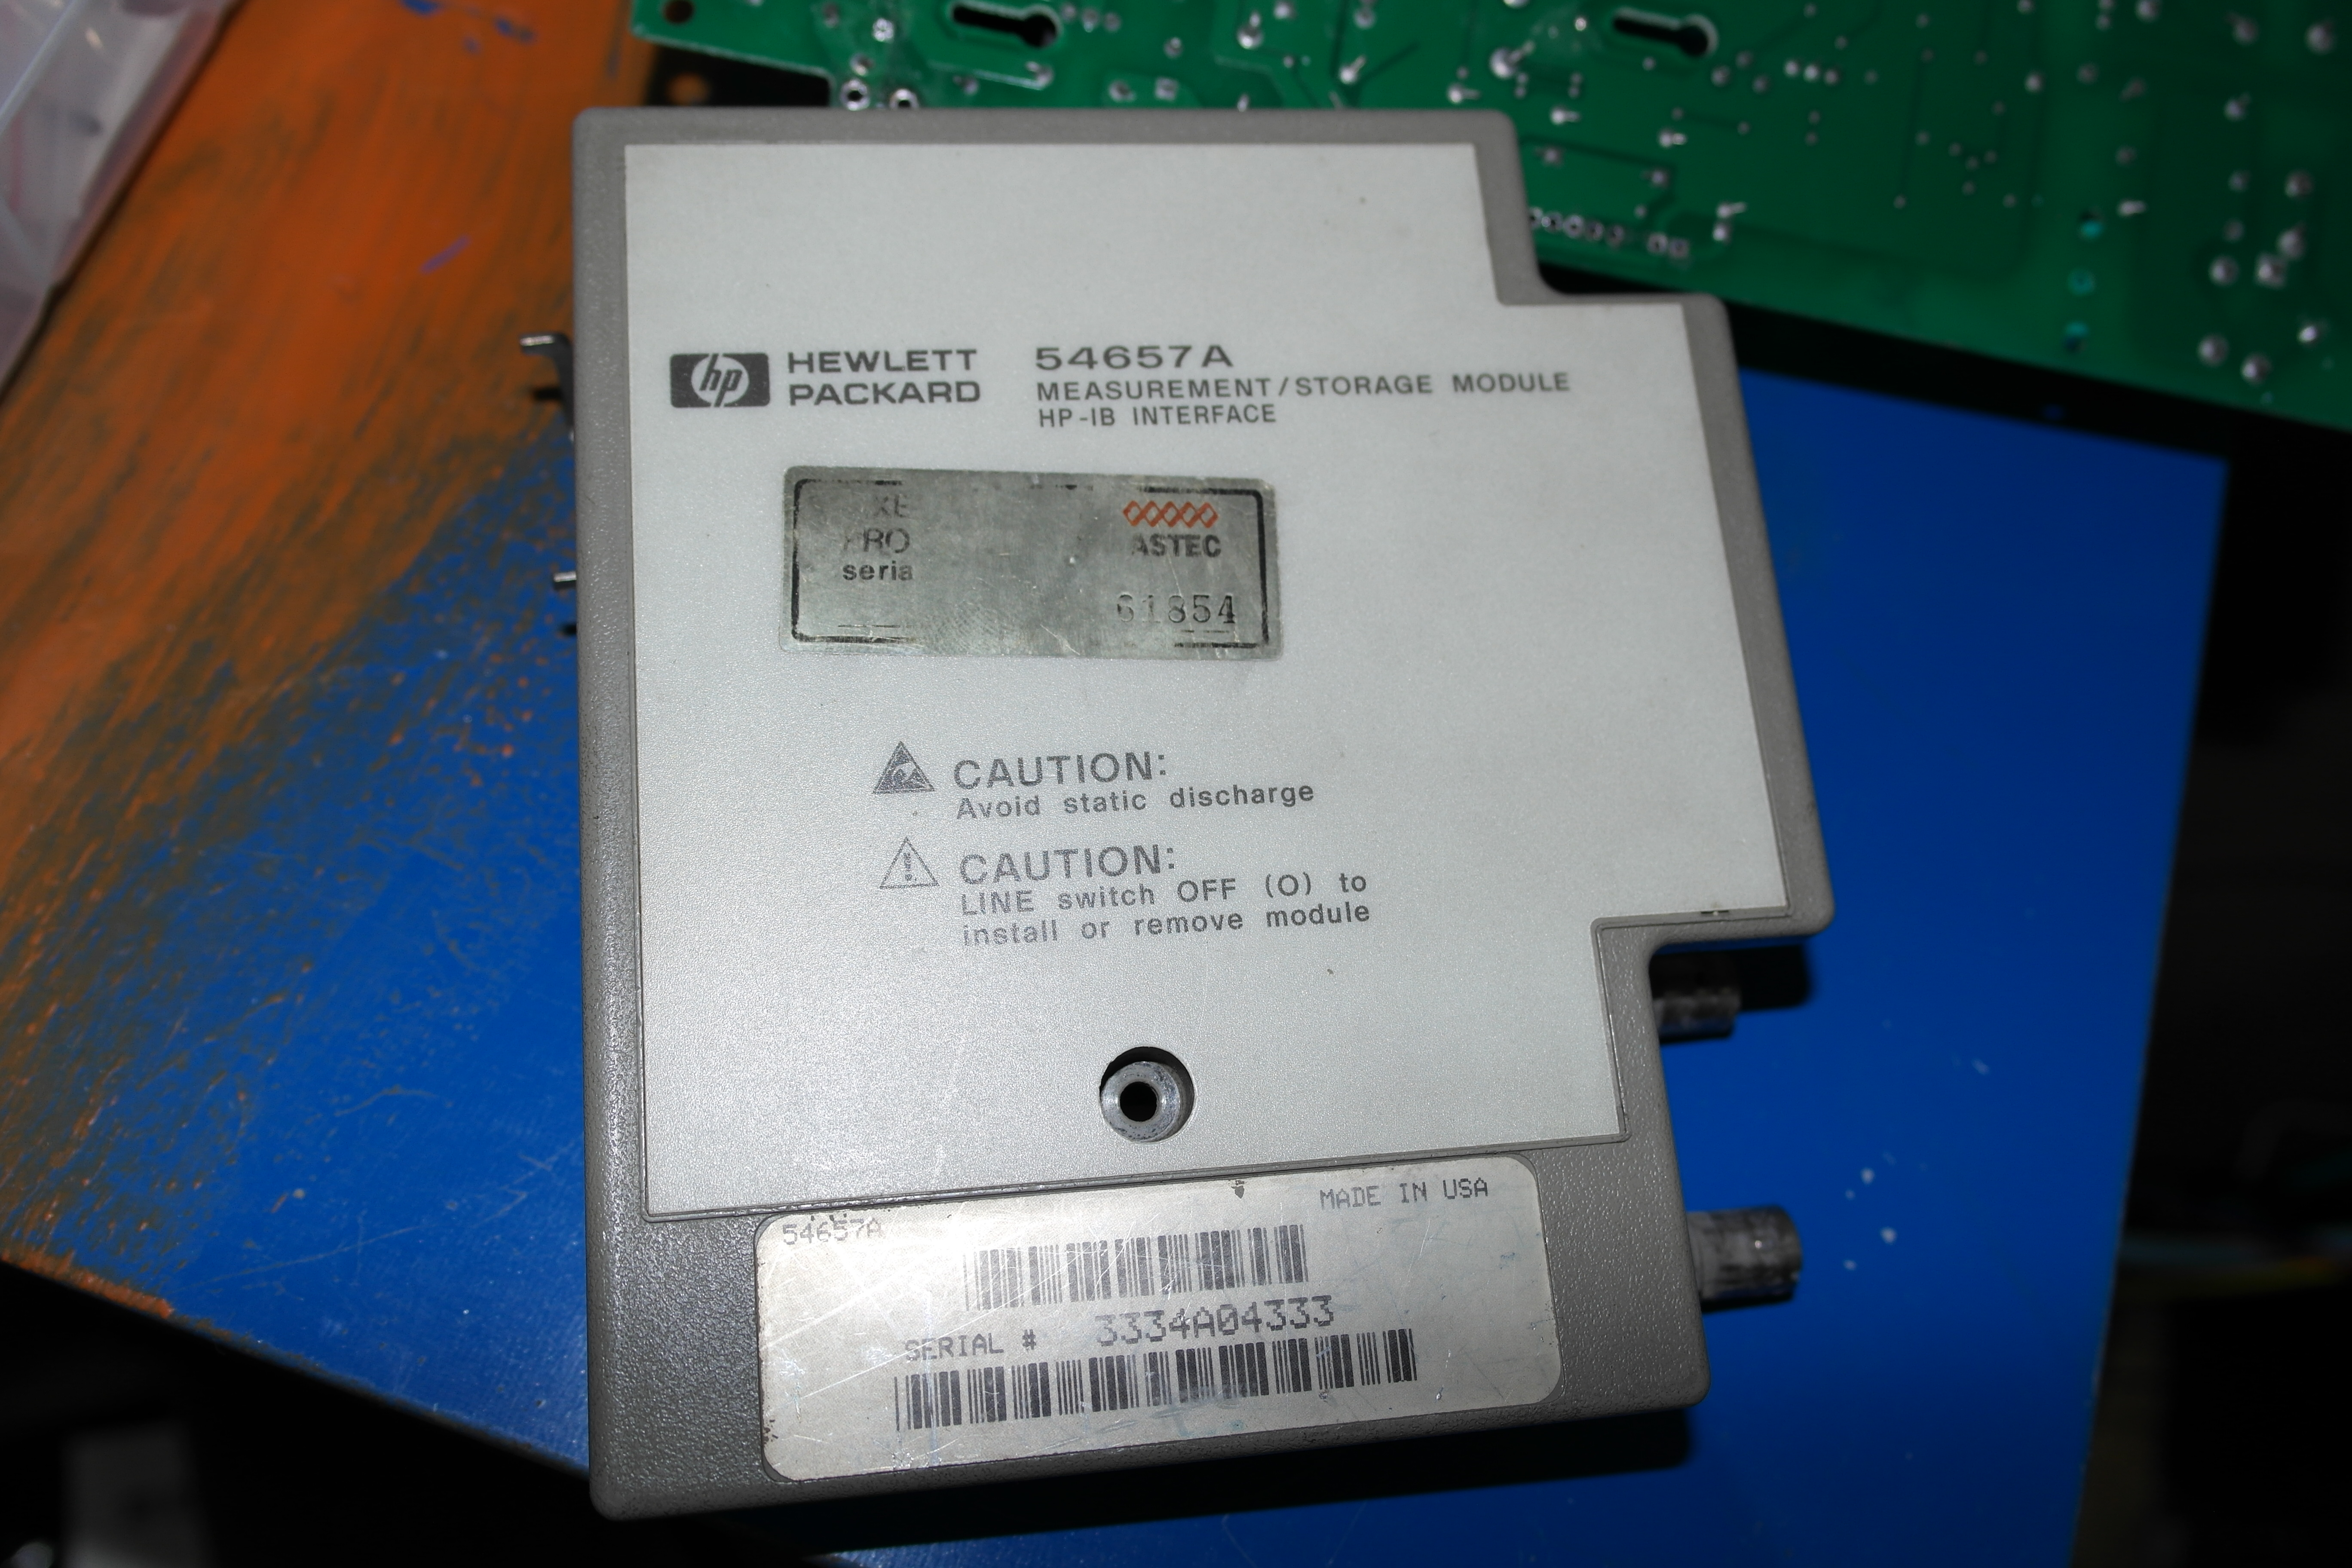 hp HEWLETT PACKARD
54657A
MEASUREMENT/STORAGE MODULE
HP-IB INTERFACE
ASTEC
seria
61854
CAUTION:
Avoid static discharge
CAUTION:
LINE switch OFF (O) to
install or remove module
54657A
MADE IN USA
SERIAL # 3334A04333